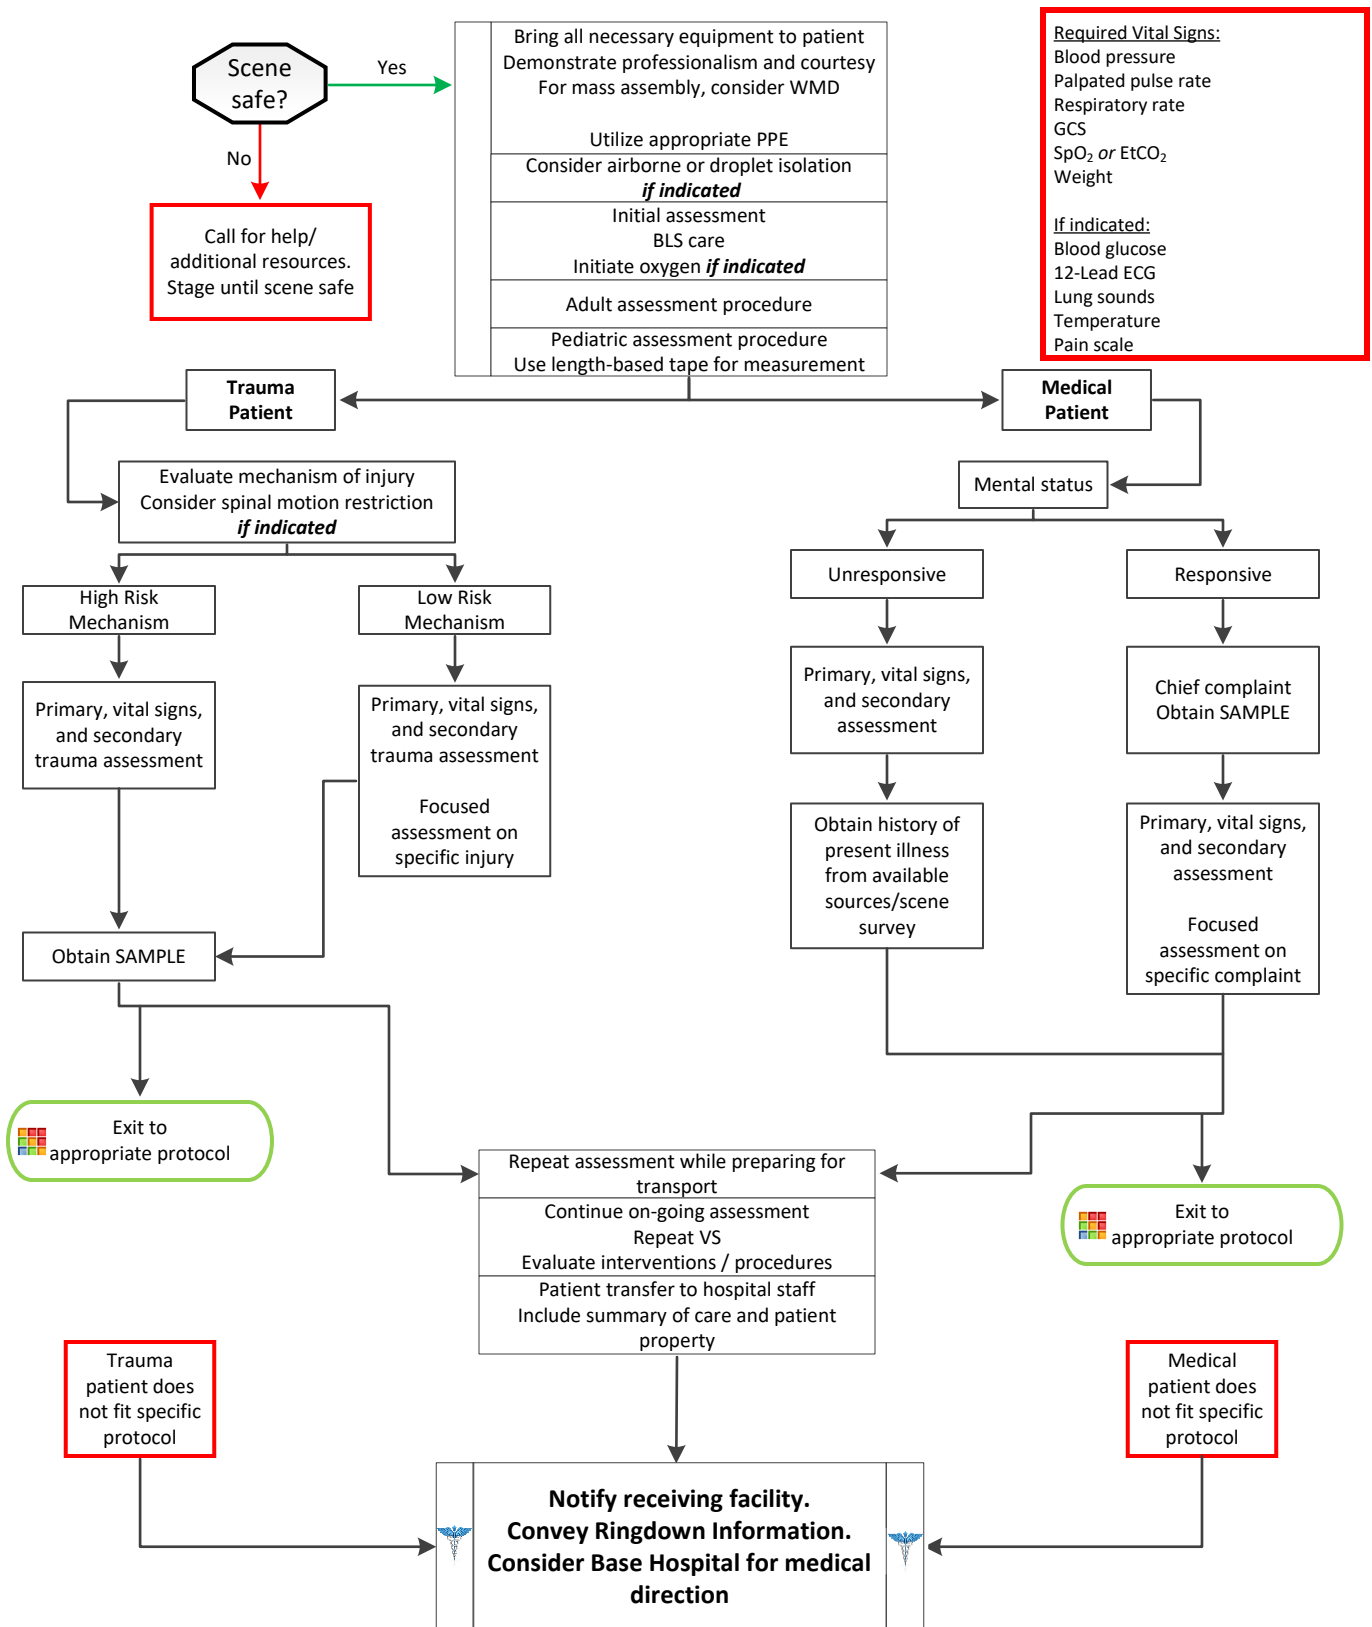 Scene
safe?
Yes
No
Call for help/
additional resources.
Stage until scene safe
Bring all necessary equipment to patient
Demonstrate professionalism and courtesy
For mass assembly, consider WMD
Utilize appropriate PPE
Consider airborne or droplet isolation
if indicated
Initial assessment
BLS care
Initiate oxygen if indicated
Adult assessment procedure
Pediatric assessment procedure
Use length-based tape for measurement
Required Vital Signs:
Blood pressure
Palpated pulse rate
Respiratory rate
GCS
SpO₂ or EtCO₂
Weight
If indicated:
Blood glucose
12-Lead ECG
Lung sounds
Temperature
Pain scale
Trauma
Patient
Medical
Patient
Evaluate mechanism of injury
Consider spinal motion restriction
if indicated
Mental status
High Risk
Mechanism
Low Risk
Mechanism
Unresponsive
Responsive
Primary, vital signs,
and secondary
trauma assessment
Primary, vital signs,
and secondary
trauma assessment
Focused
assessment on
specific injury
Primary, vital signs,
and secondary
assessment
Chief complaint
Obtain SAMPLE
Obtain history of
present illness
from available
sources/scene
survey
Primary, vital signs,
and secondary
assessment
Focused
assessment on
specific complaint
Obtain SAMPLE
Exit to
appropriate protocol
Repeat assessment while preparing for
transport
Continue on-going assessment
Repeat VS
Evaluate interventions / procedures
Patient transfer to hospital staff
Include summary of care and patient
property
Exit to
appropriate protocol
Trauma
patient does
not fit specific
protocol
Medical
patient does
not fit specific
protocol
Notify receiving facility.
Convey Ringdown Information.
Consider Base Hospital for medical
direction